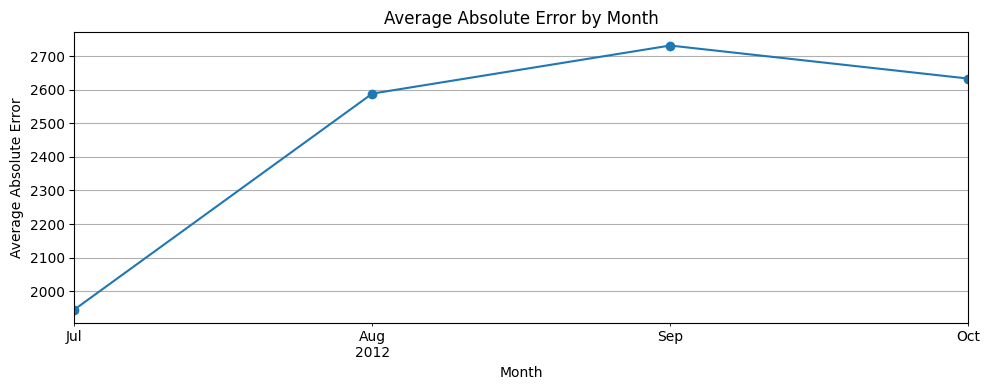 Average Absolute Error by Month
Average Absolute Error
2700
2600
2500
2400
2300
2200
2100
2000
Jul
Aug
2012
Sep
Oct
Month